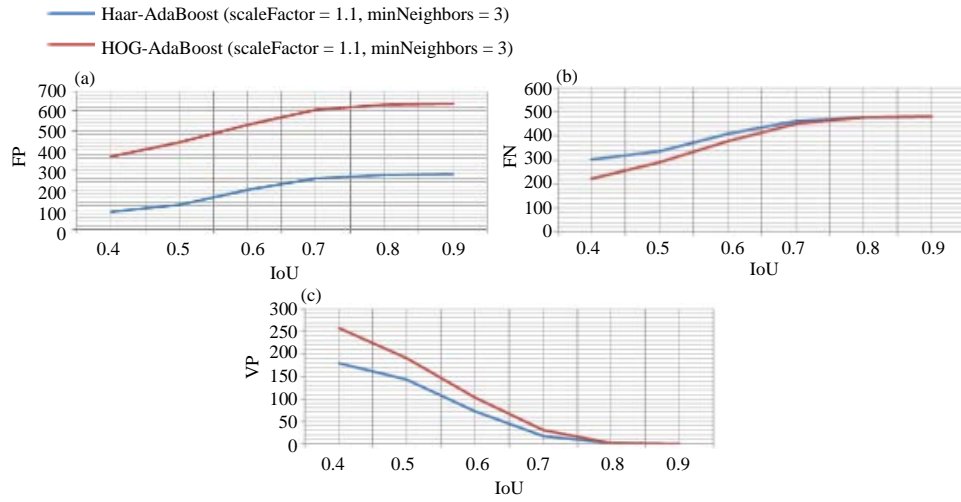 Haar-AdaBoost (scaleFactor = 1.1, minNeighbors = 3)
HOG-AdaBoost (scaleFactor = 1.1, minNeighbors = 3)
(a)
FP
700
600
500
400
300
200
100
0
0.4 0.5 0.6 0.7 0.8 0.9
IoU
(b)
FN
600
500
400
300
200
100
0
0.4 0.5 0.6 0.7 0.8 0.9
IoU
(c)
VP
300
250
200
150
100
50
0
0.4 0.5 0.6 0.7 0.8 0.9
IoU